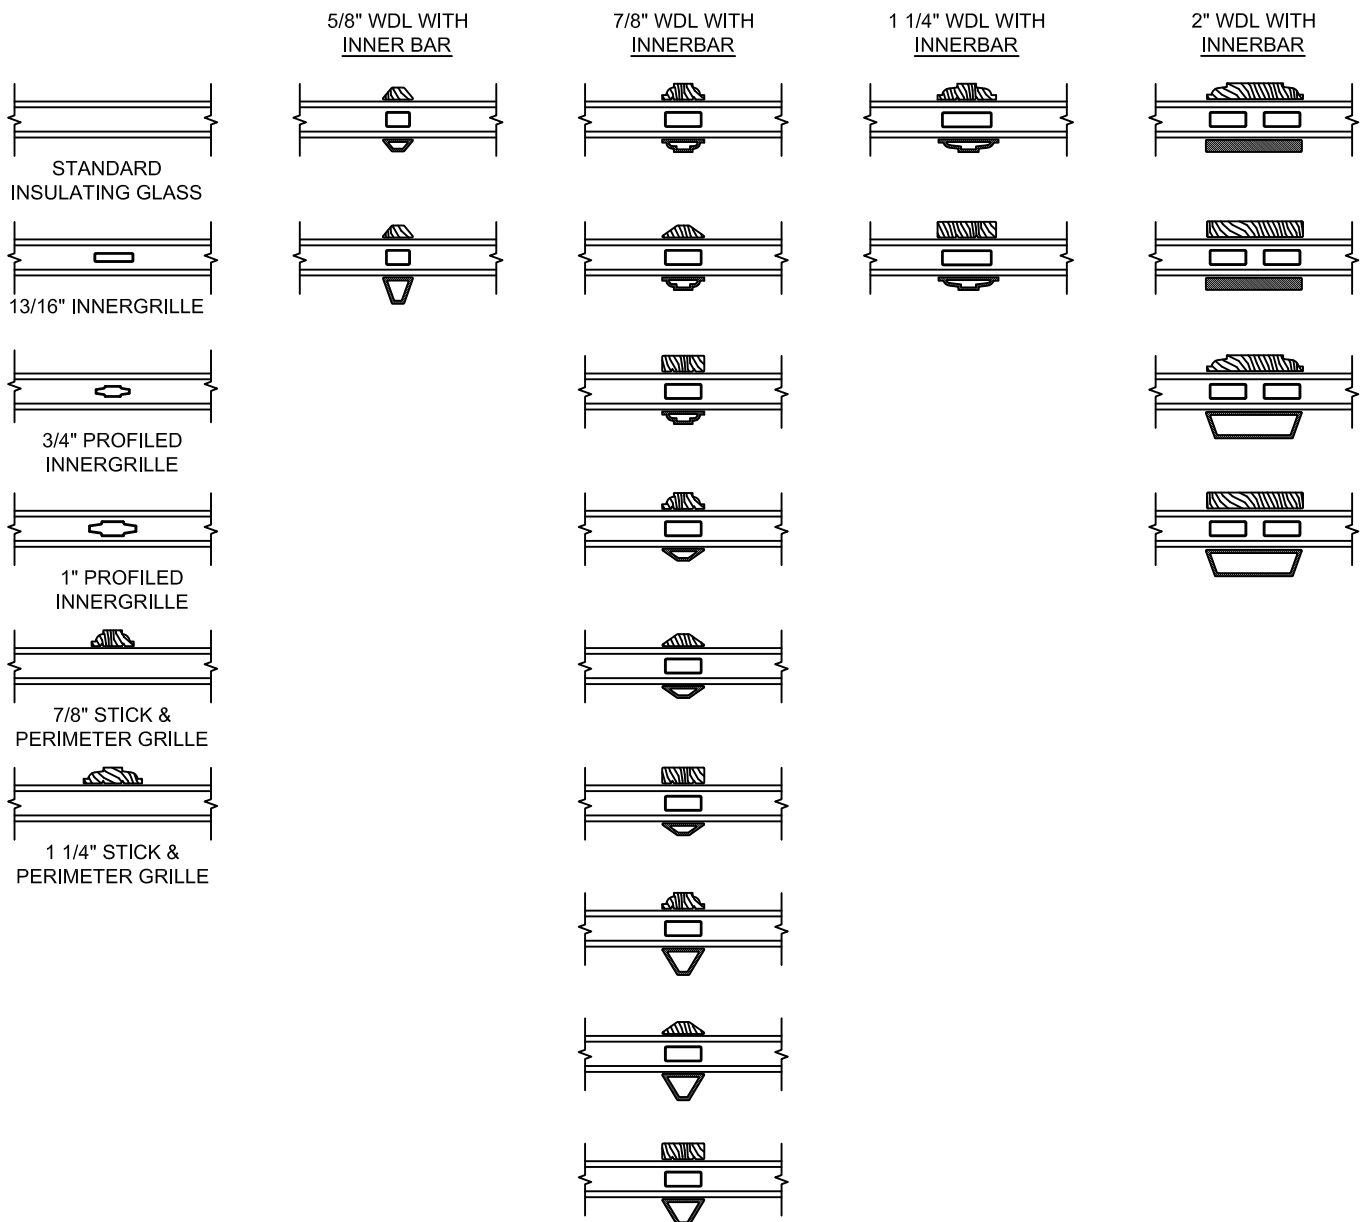 5/8" WDL WITH
INNER BAR
7/8" WDL WITH
INNERBAR
1 1/4" WDL WITH
INNERBAR
2" WDL WITH
INNERBAR
STANDARD
INSULATING GLASS
13/16" INNERGRILLE
3/4" PROFILED
INNERGRILLE
1" PROFILED
INNERGRILLE
7/8" STICK &
PERIMETER GRILLE
1 1/4" STICK &
PERIMETER GRILLE